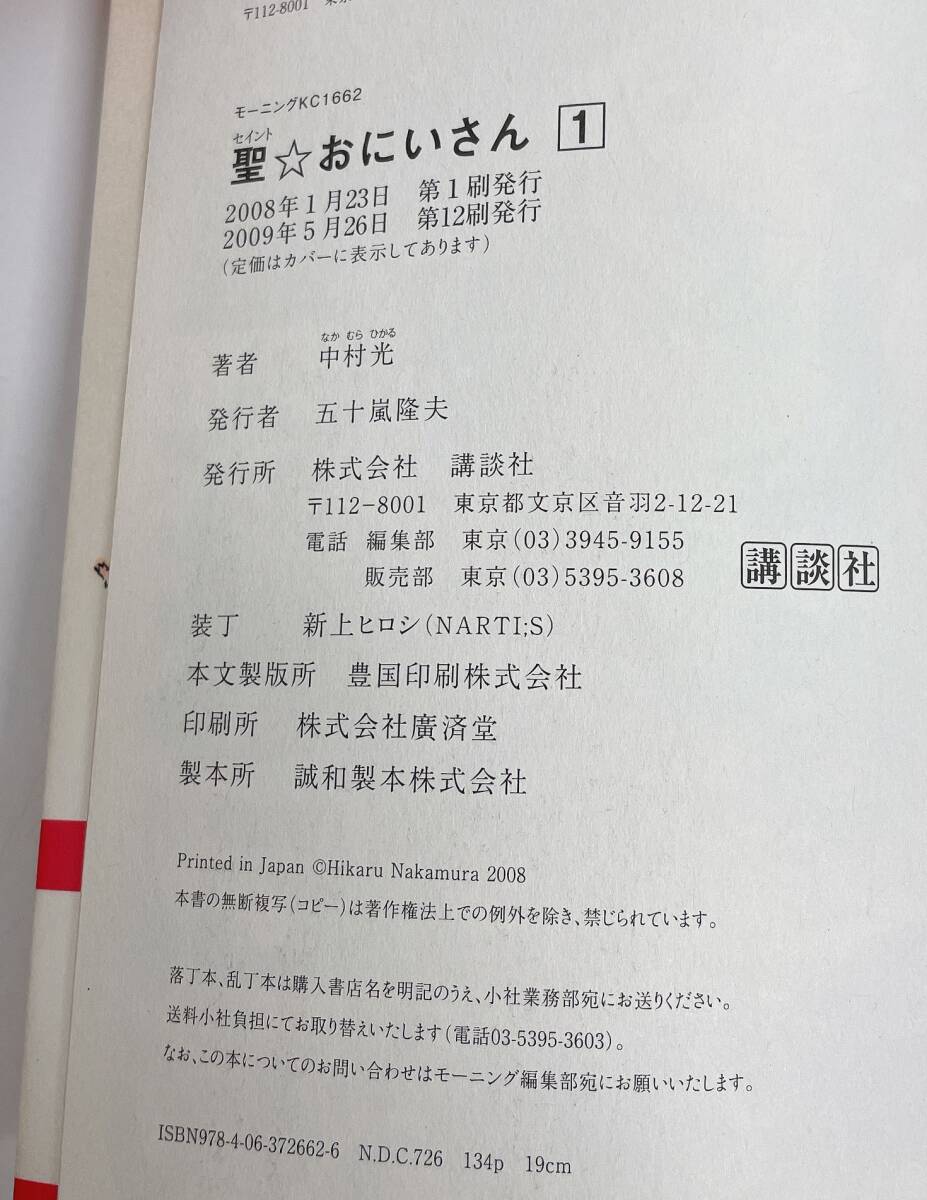 〒112-8001
モーニングKC1662
セイント
聖☆おにいさん 1
2008年1月23日 第1刷発行
2009年5月26日 第12刷発行
(定価はカバーに表示してあります)
なか むら ひかる
著者 中村光
発行者 五十嵐隆夫
発行所 株式会社 講談社
〒112-8001 東京都文京区音羽2-12-21
電話 編集部 東京(03)3945-9155
販売部 東京(03)5395-3608
講談社
装丁 新上ヒロシ(NARTI;S)
本文製版所 豊国印刷株式会社
印刷所 株式会社廣済堂
製本所 誠和製本株式会社
Printed in Japan ©Hikaru Nakamura 2008
本書の無断複写(コピー)は著作権法上での例外を除き、禁じられています。
落丁本、乱丁本は購入書店名を明記のうえ、小社業務部宛にお送りください。
送料小社負担にてお取り替えいたします(電話03-5395-3603)。
なお、この本についてのお問い合わせはモーニング編集部宛にお願いいたします。
ISBN978-4-06-372662-6 N.D.C.726 134p 19cm